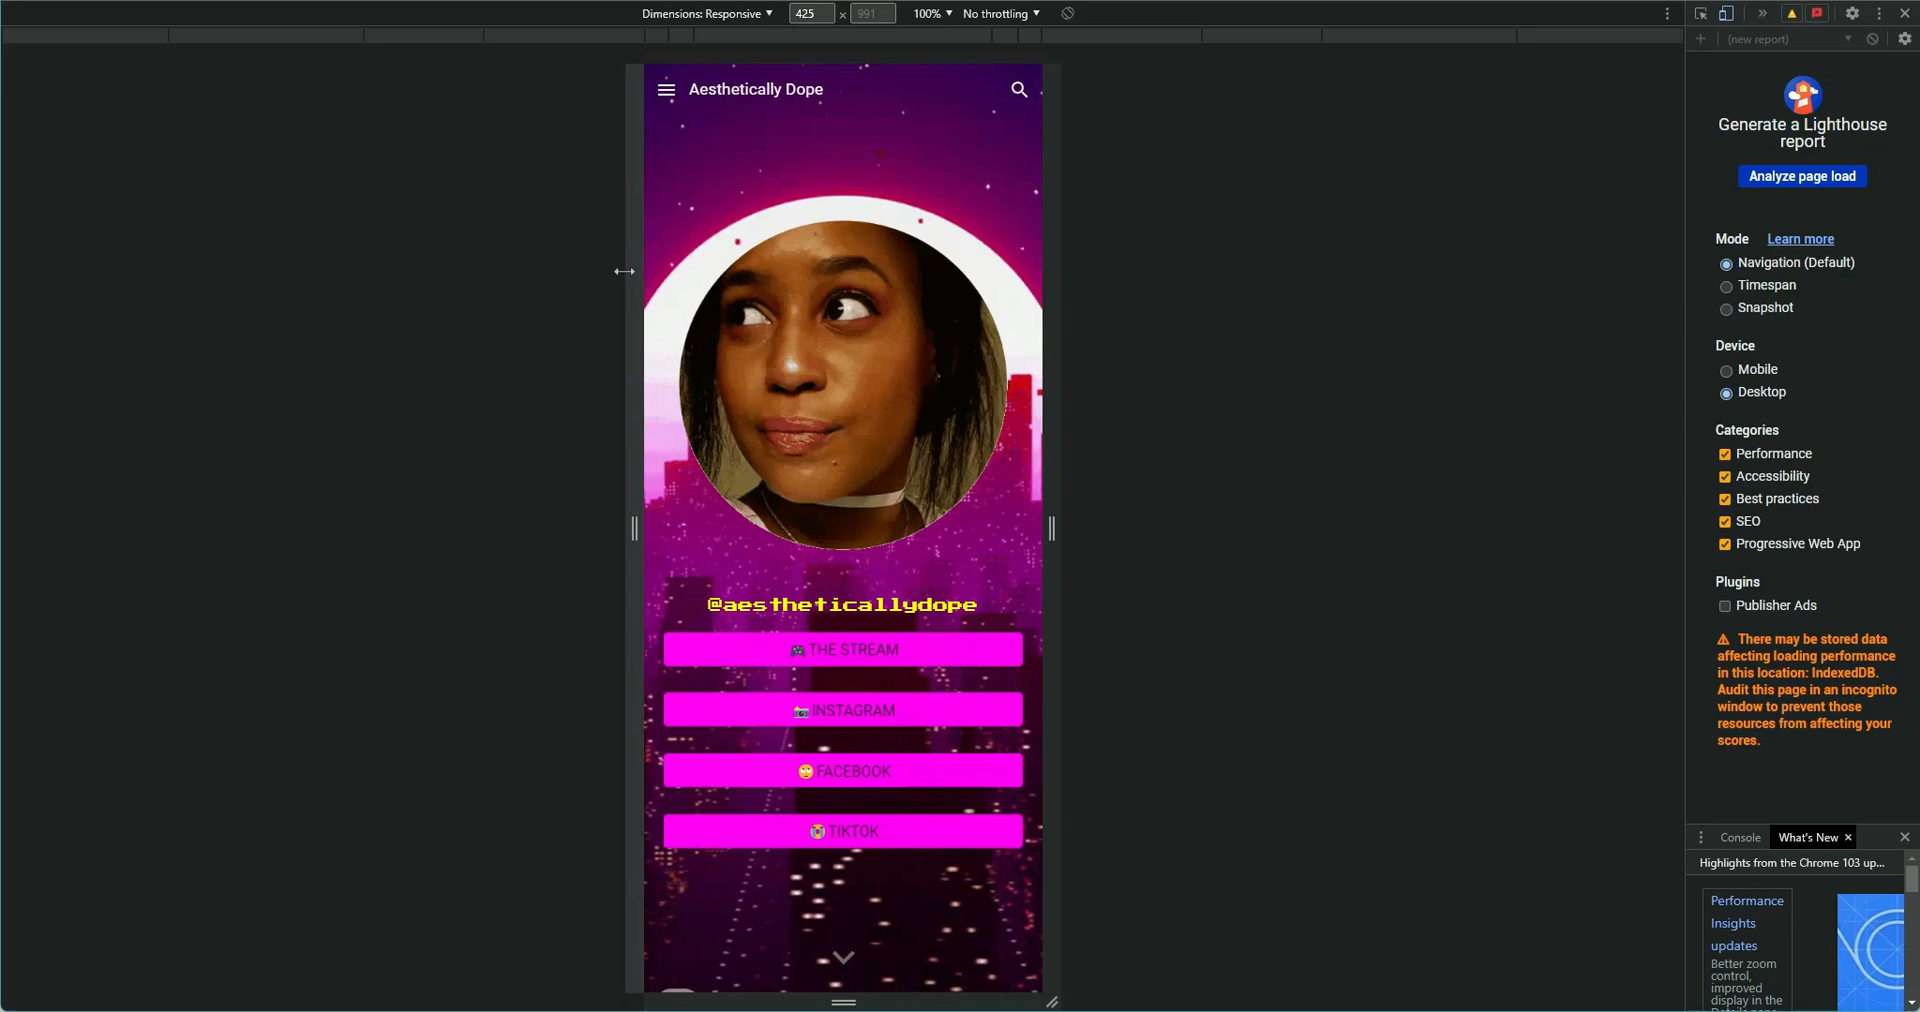 Dimensions: Responsive ▼ 425 × 991 100% ▼ No throttling ▼
(new report)
Aesthetically Dope
@aestheticallydope
🎮THE STREAM
📸INSTAGRAM
🙄FACEBOOK
😭TIKTOK
Generate a Lighthouse
report
Analyze page load
Mode Learn more
Navigation (Default)
Timespan
Snapshot
Device
Mobile
Desktop
Categories
Performance
Accessibility
Best practices
SEO
Progressive Web App
Plugins
Publisher Ads
⚠ There may be stored data
affecting loading performance
in this location: IndexedDB.
Audit this page in an incognito
window to prevent those
resources from affecting your
scores.
Console What's New ×
Highlights from the Chrome 103 up...
Performance
Insights
updates
Better zoom
control,
improved
display in the